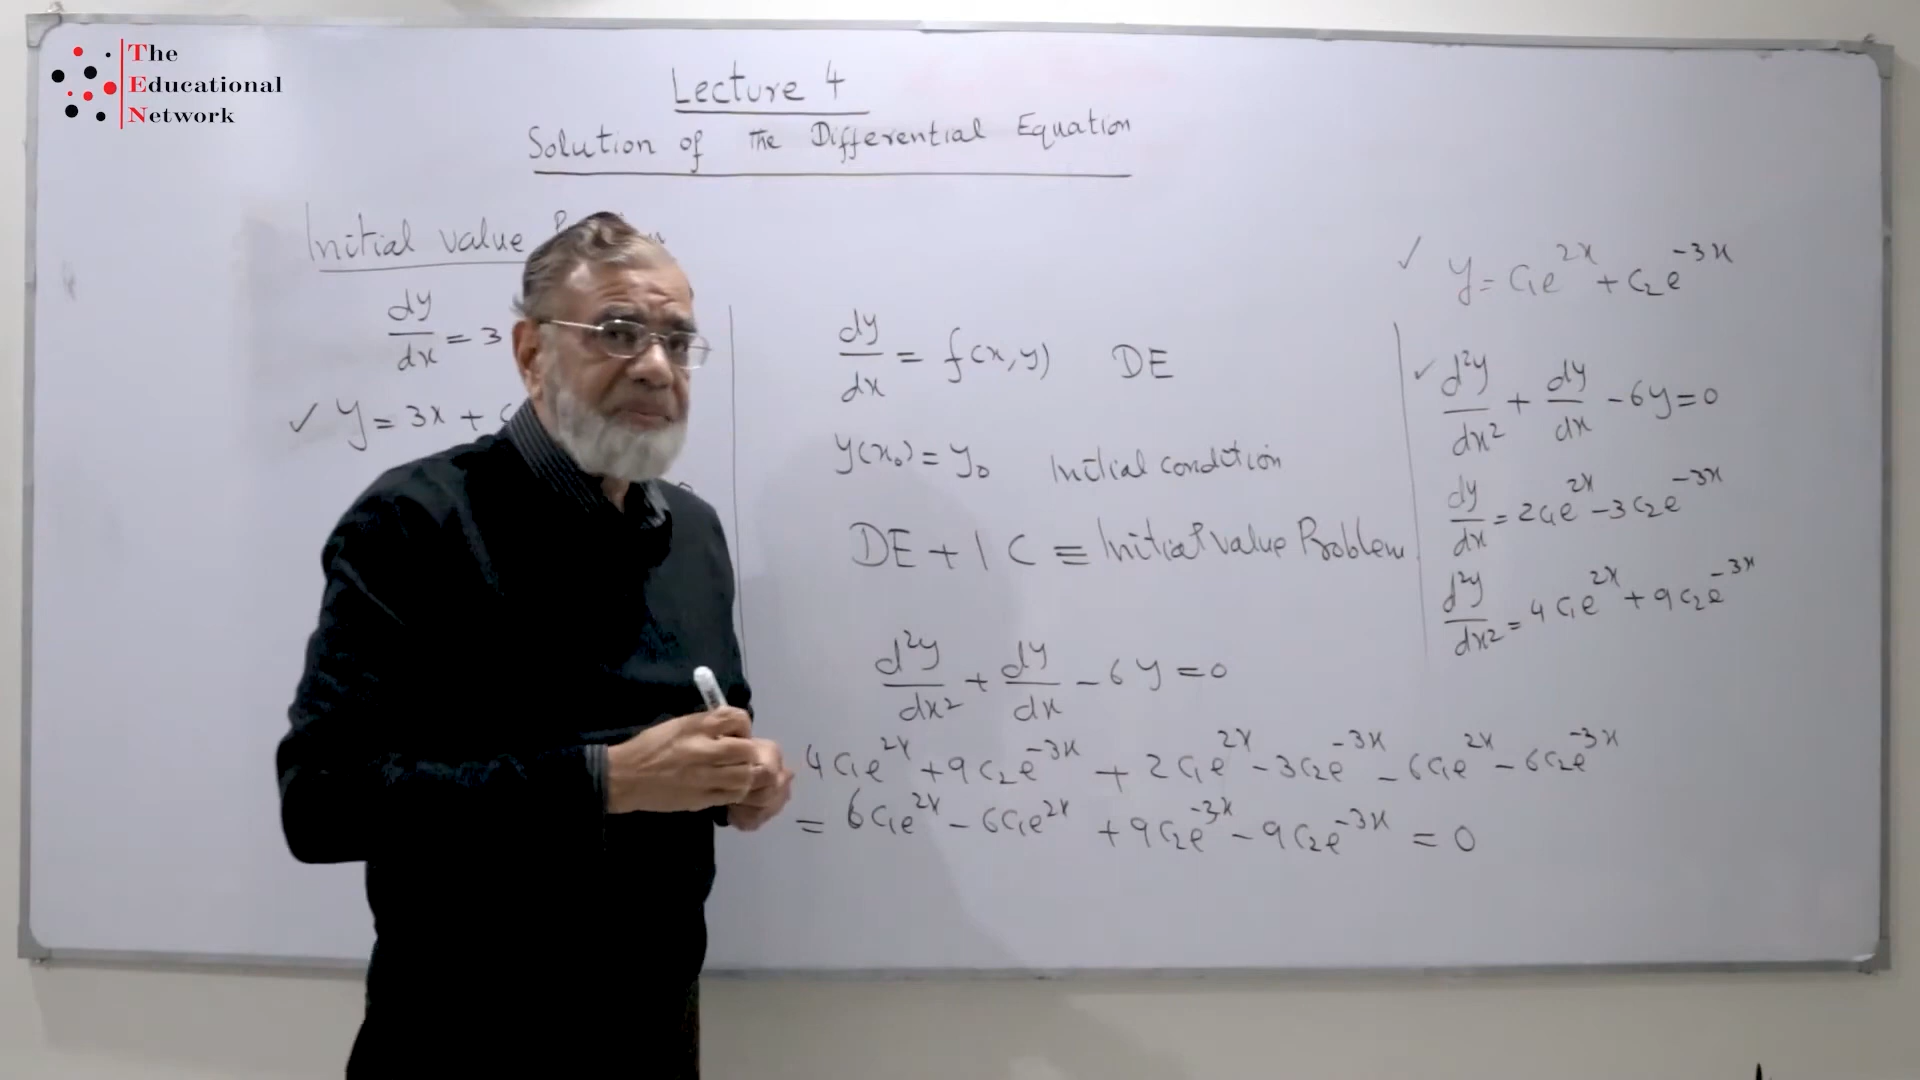 The
Educational
Network
Lecture 4
Solution of The Differential Equation
Initial value
dy/dx = 3
✓ y = 3x + c
dy/dx = f(x, y) DE
y(x₀) = y₀ Initial condition
DE + I C ≡ Initial value Problem
d²y/dx² + dy/dx - 6y = 0
4c₁e^2x + 9c₂e^-3x + 2c₁e^2x - 3c₂e^-3x - 6c₁e^2x - 6c₂e^-3x
= 6c₁e^2x - 6c₁e^2x + 9c₂e^-3x - 9c₂e^-3x = 0
✓ y = c₁e^2x + c₂e^-3x
✓ d²y/dx² + dy/dx - 6y = 0
dy/dx = 2c₁e^2x - 3c₂e^-3x
d²y/dx² = 4c₁e^2x + 9c₂e^-3x